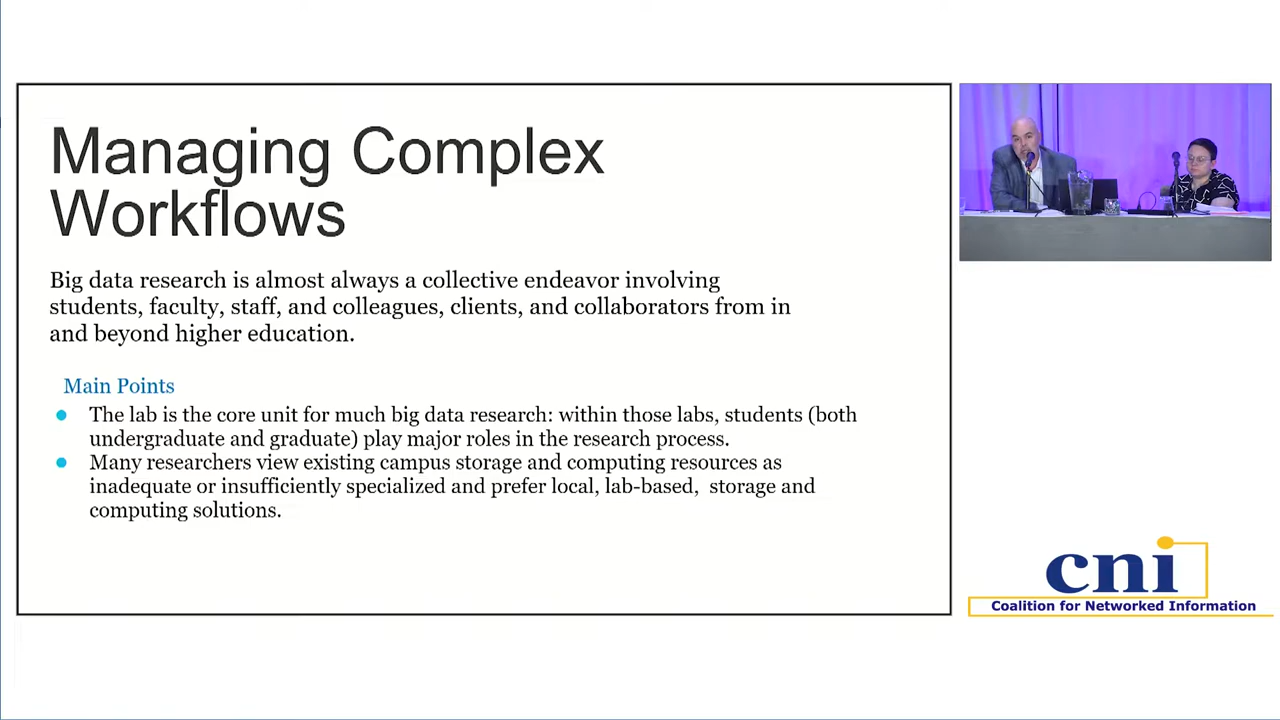 Managing Complex
Workflows
Big data research is almost always a collective endeavor involving
students, faculty, staff, and colleagues, clients, and collaborators from in
and beyond higher education.
Main Points
The lab is the core unit for much big data research: within those labs, students (both
undergraduate and graduate) play major roles in the research process.
Many researchers view existing campus storage and computing resources as
inadequate or insufficiently specialized and prefer local, lab-based, storage and
computing solutions.
cni
Coalition for Networked Information